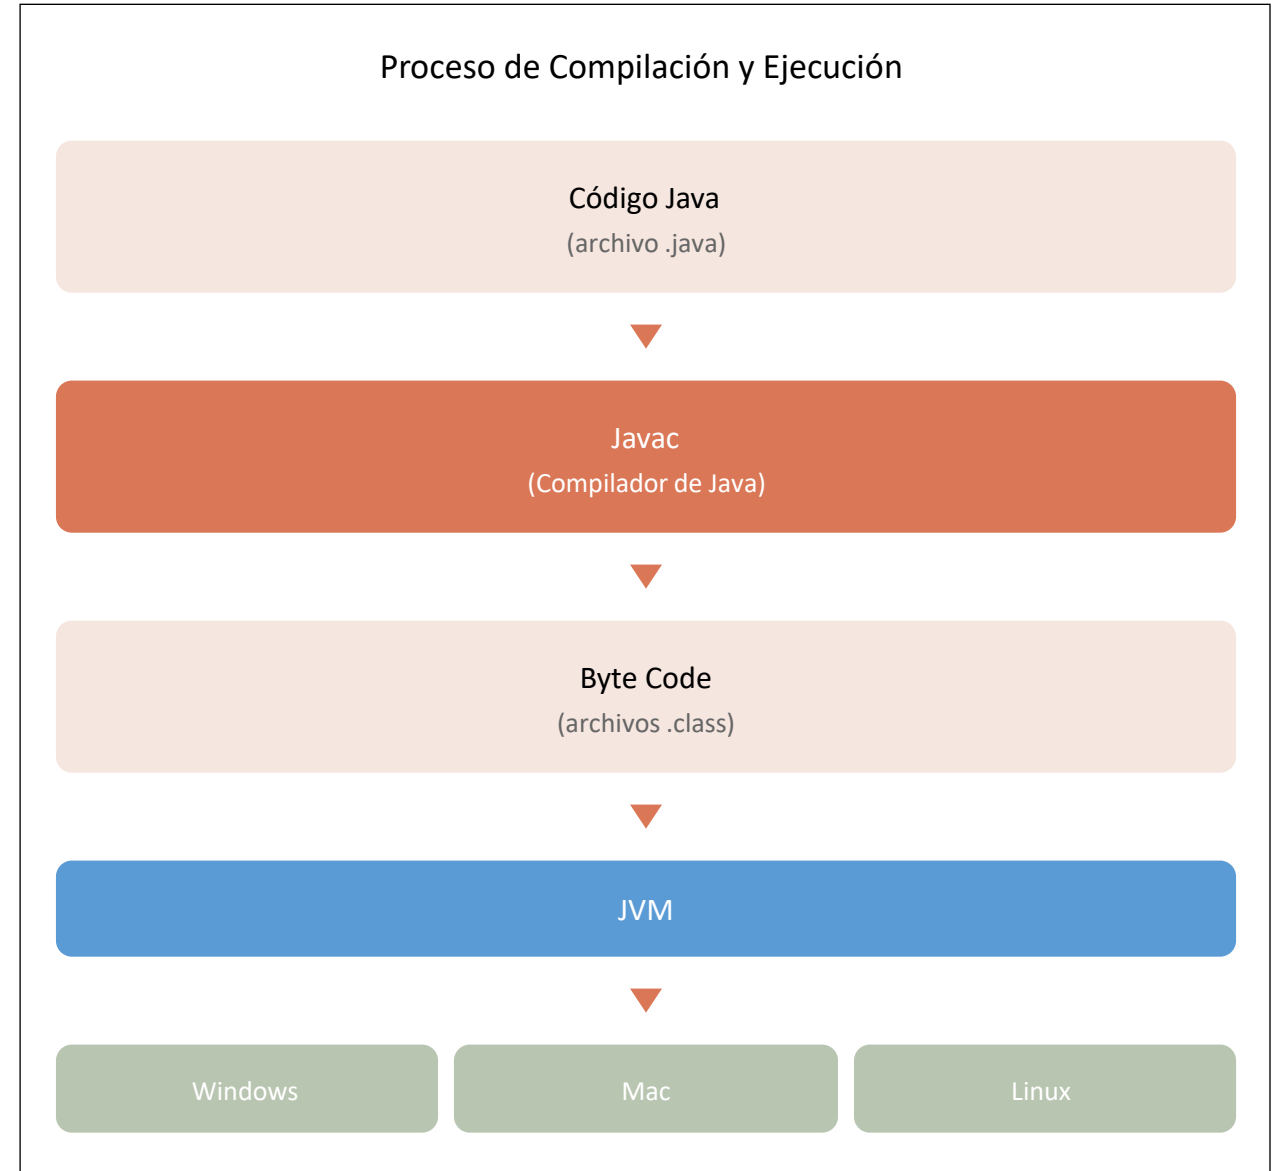 Proceso de Compilación y Ejecución
Código Java
(archivo .java)
Javac
(Compilador de Java)
Byte Code
(archivos .class)
JVM
Windows
Mac
Linux